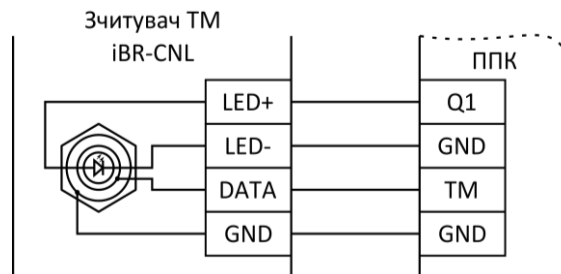 Зчитувач ТМ
iBR-CNL
ППК
LED+
Q1
LED-
GND
DATA
TM
GND
GND